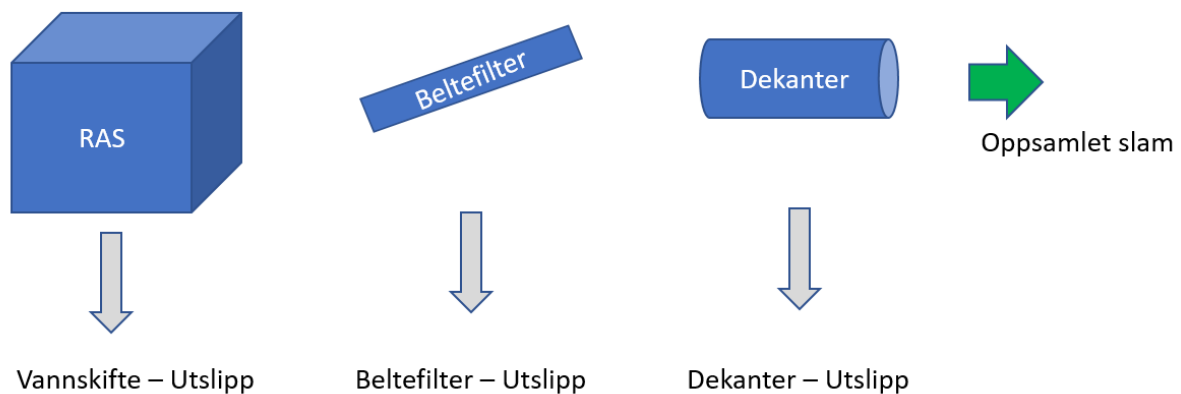 RAS
Beltefilter
Dekanter
Oppsamlet slam
Vannskifte – Utslipp
Beltefilter – Utslipp
Dekanter – Utslipp